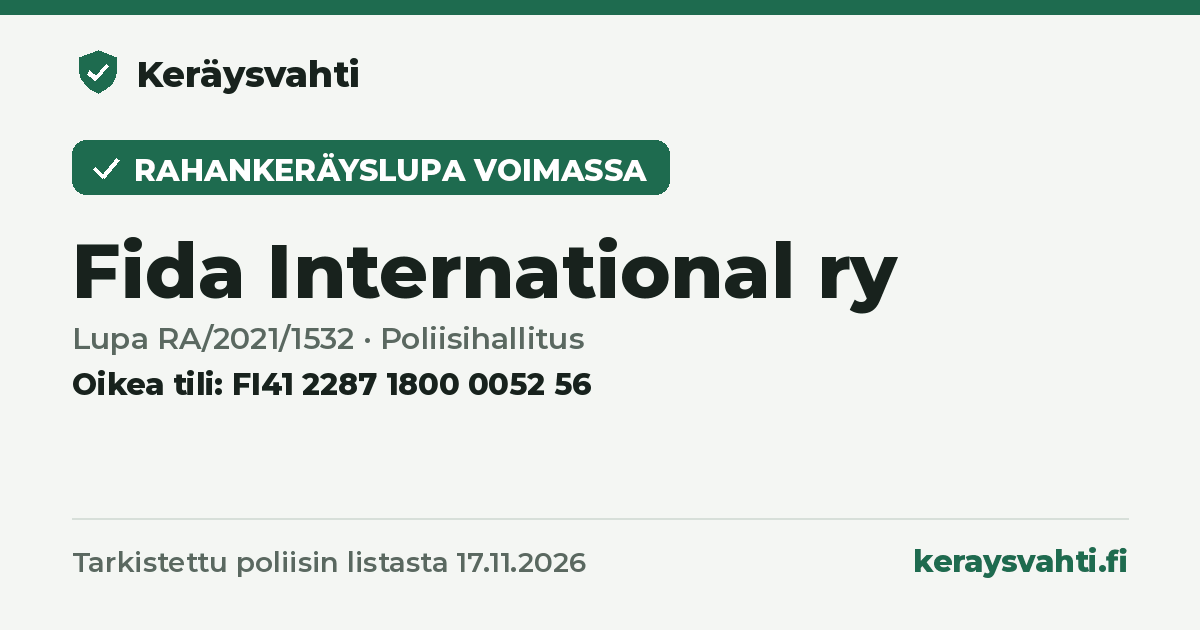 Keräysvahti
RAHANKERÄYSLUPA VOIMASSA
Fida International ry
Lupa RA/2021/1532 · Poliisihallitus
Oikea tili: FI41 2287 1800 0052 56
Tarkistettu poliisin listasta 17.11.2026
keraysvahti.fi